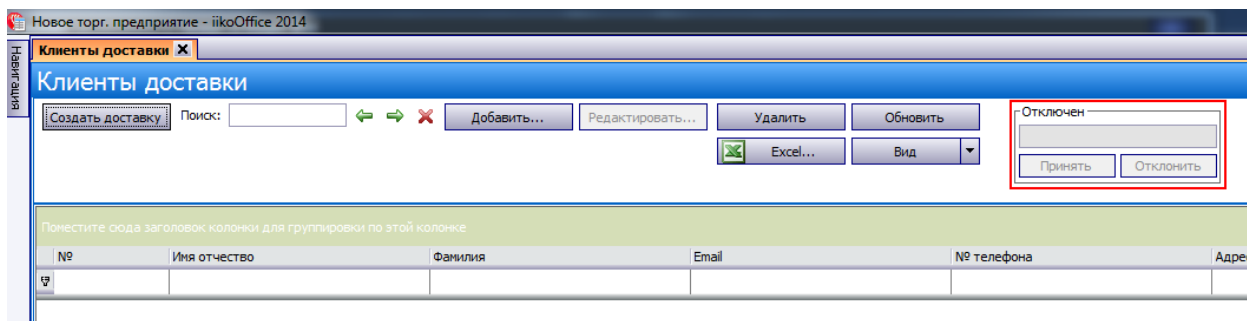 Новое торг. предприятие - iikoOffice 2014
Навигация
Клиенты доставки
Клиенты доставки
Создать доставку Поиск: Добавить... Редактировать... Удалить Обновить Отключен
Excel... Вид Принять Отклонить
Поместите сюда заголовок колонки для группировки по этой колонке
№ Имя отчество Фамилия Email № телефона Адре